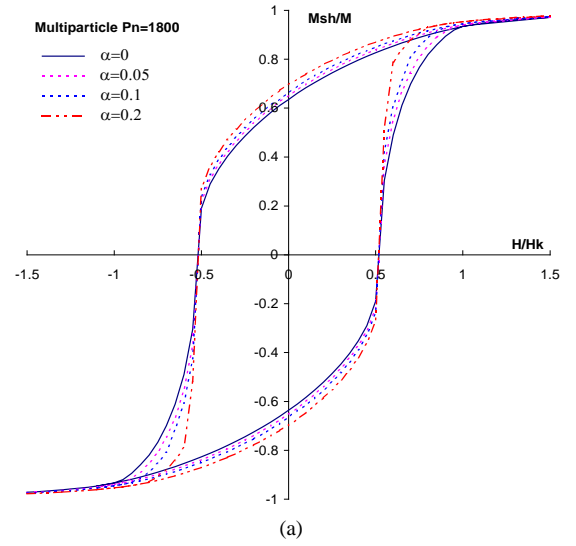 Msh/M
Multiparticle Pn=1800
α=0
α=0.05
α=0.1
α=0.2
1
0.8
0.6
0.4
0.2
0
-0.2
-0.4
-0.6
-0.8
-1
H/Hk
-1.5 -1 -0.5 0 0.5 1 1.5
(a)